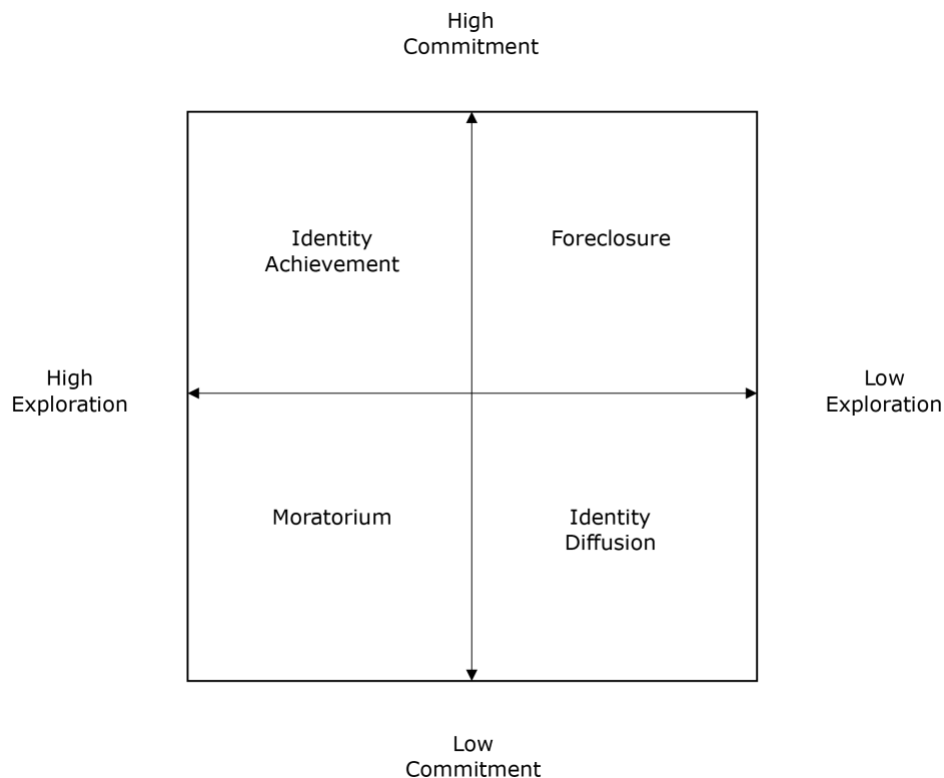 High
Commitment
Identity
Achievement
Foreclosure
High
Exploration
Low
Exploration
Moratorium
Identity
Diffusion
Low
Commitment